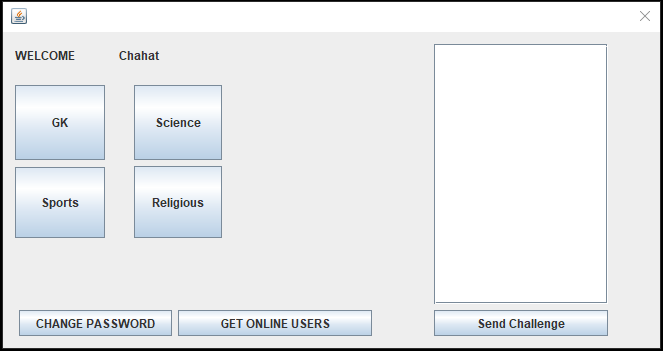 WELCOME Chahat
GK Science
Sports Religious
CHANGE PASSWORD GET ONLINE USERS Send Challenge